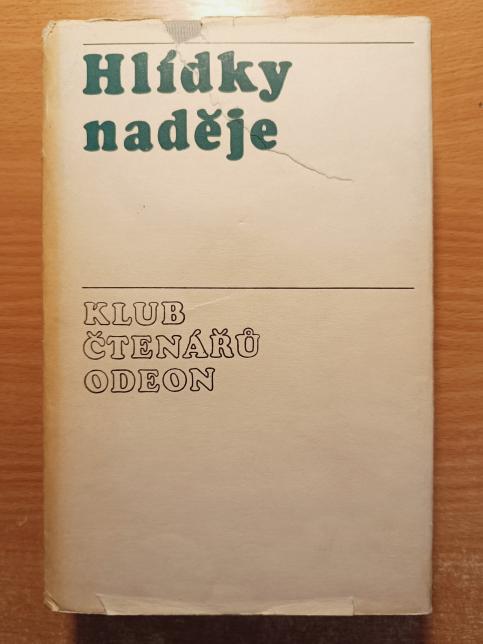 Hlídky
naděje
KLUB
ČTENÁŘŮ
ODEON